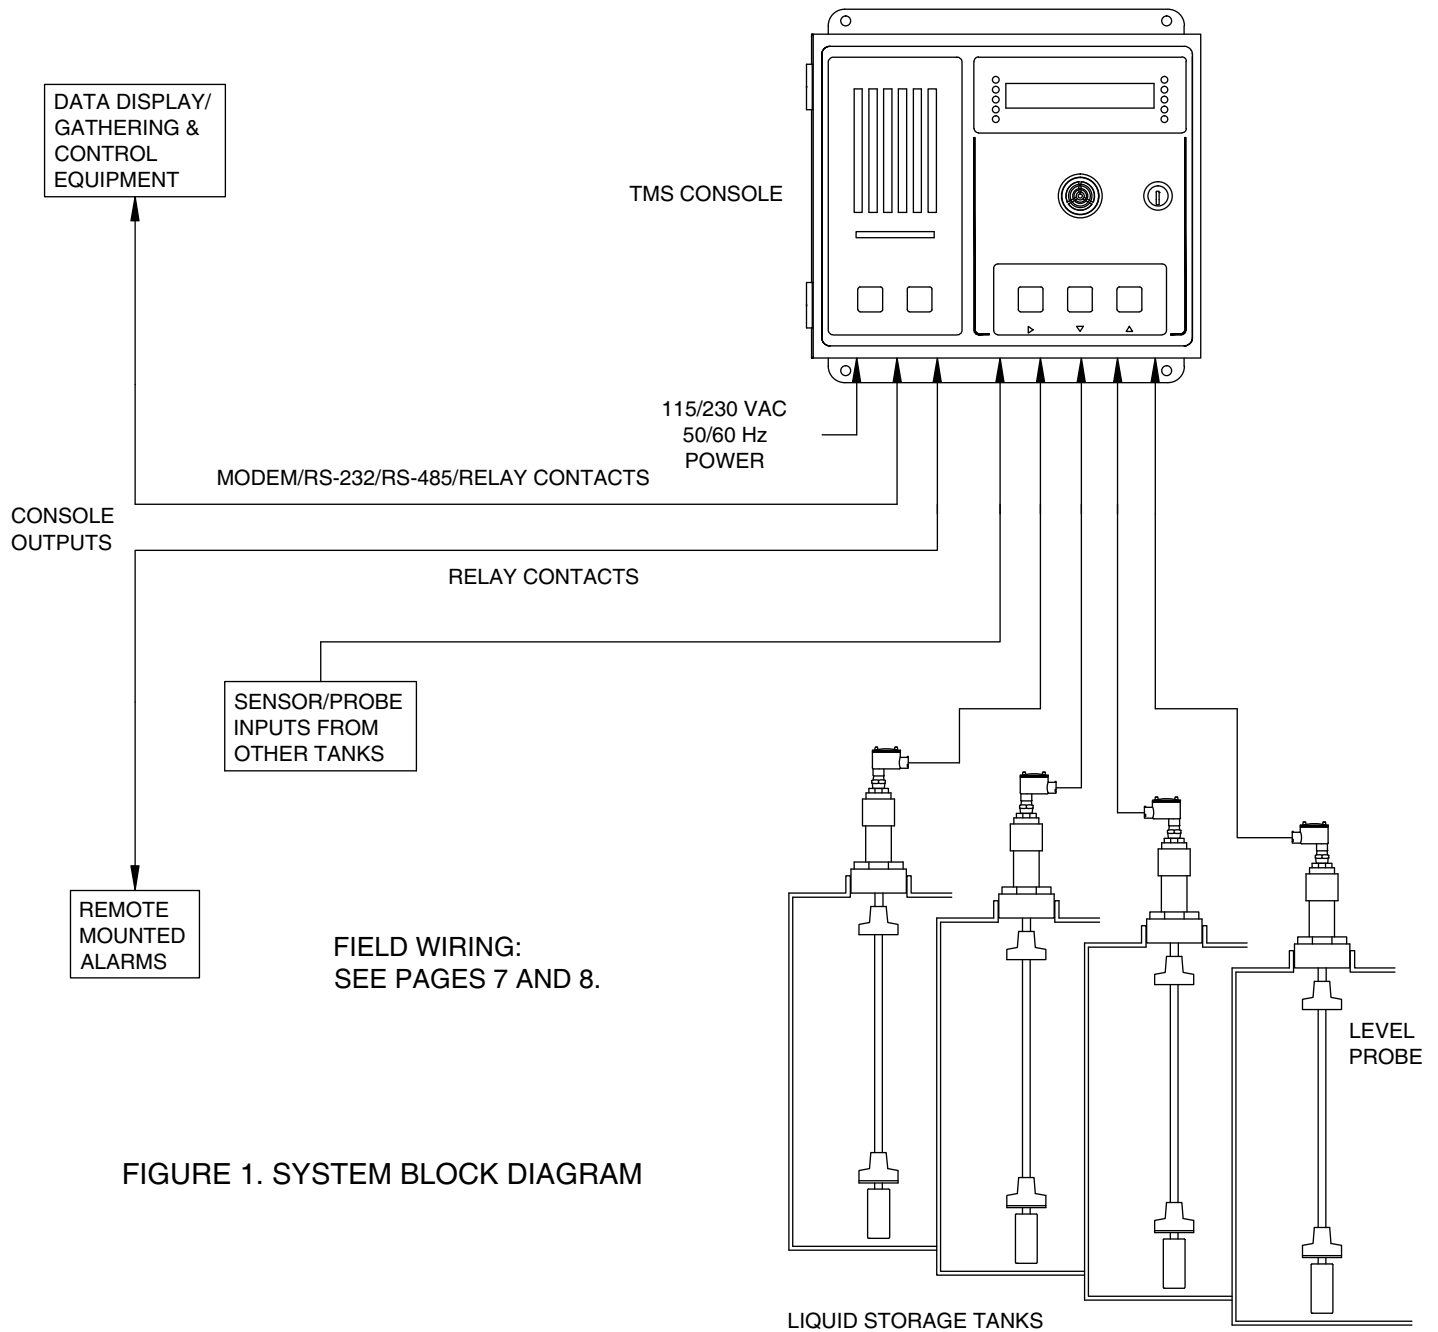 DATA DISPLAY/
GATHERING &
CONTROL
EQUIPMENT
TMS CONSOLE
115/230 VAC
50/60 Hz
POWER
MODEM/RS-232/RS-485/RELAY CONTACTS
CONSOLE
OUTPUTS
RELAY CONTACTS
SENSOR/PROBE
INPUTS FROM
OTHER TANKS
REMOTE
MOUNTED
ALARMS
FIELD WIRING:
SEE PAGES 7 AND 8.
LEVEL
PROBE
FIGURE 1. SYSTEM BLOCK DIAGRAM
LIQUID STORAGE TANKS